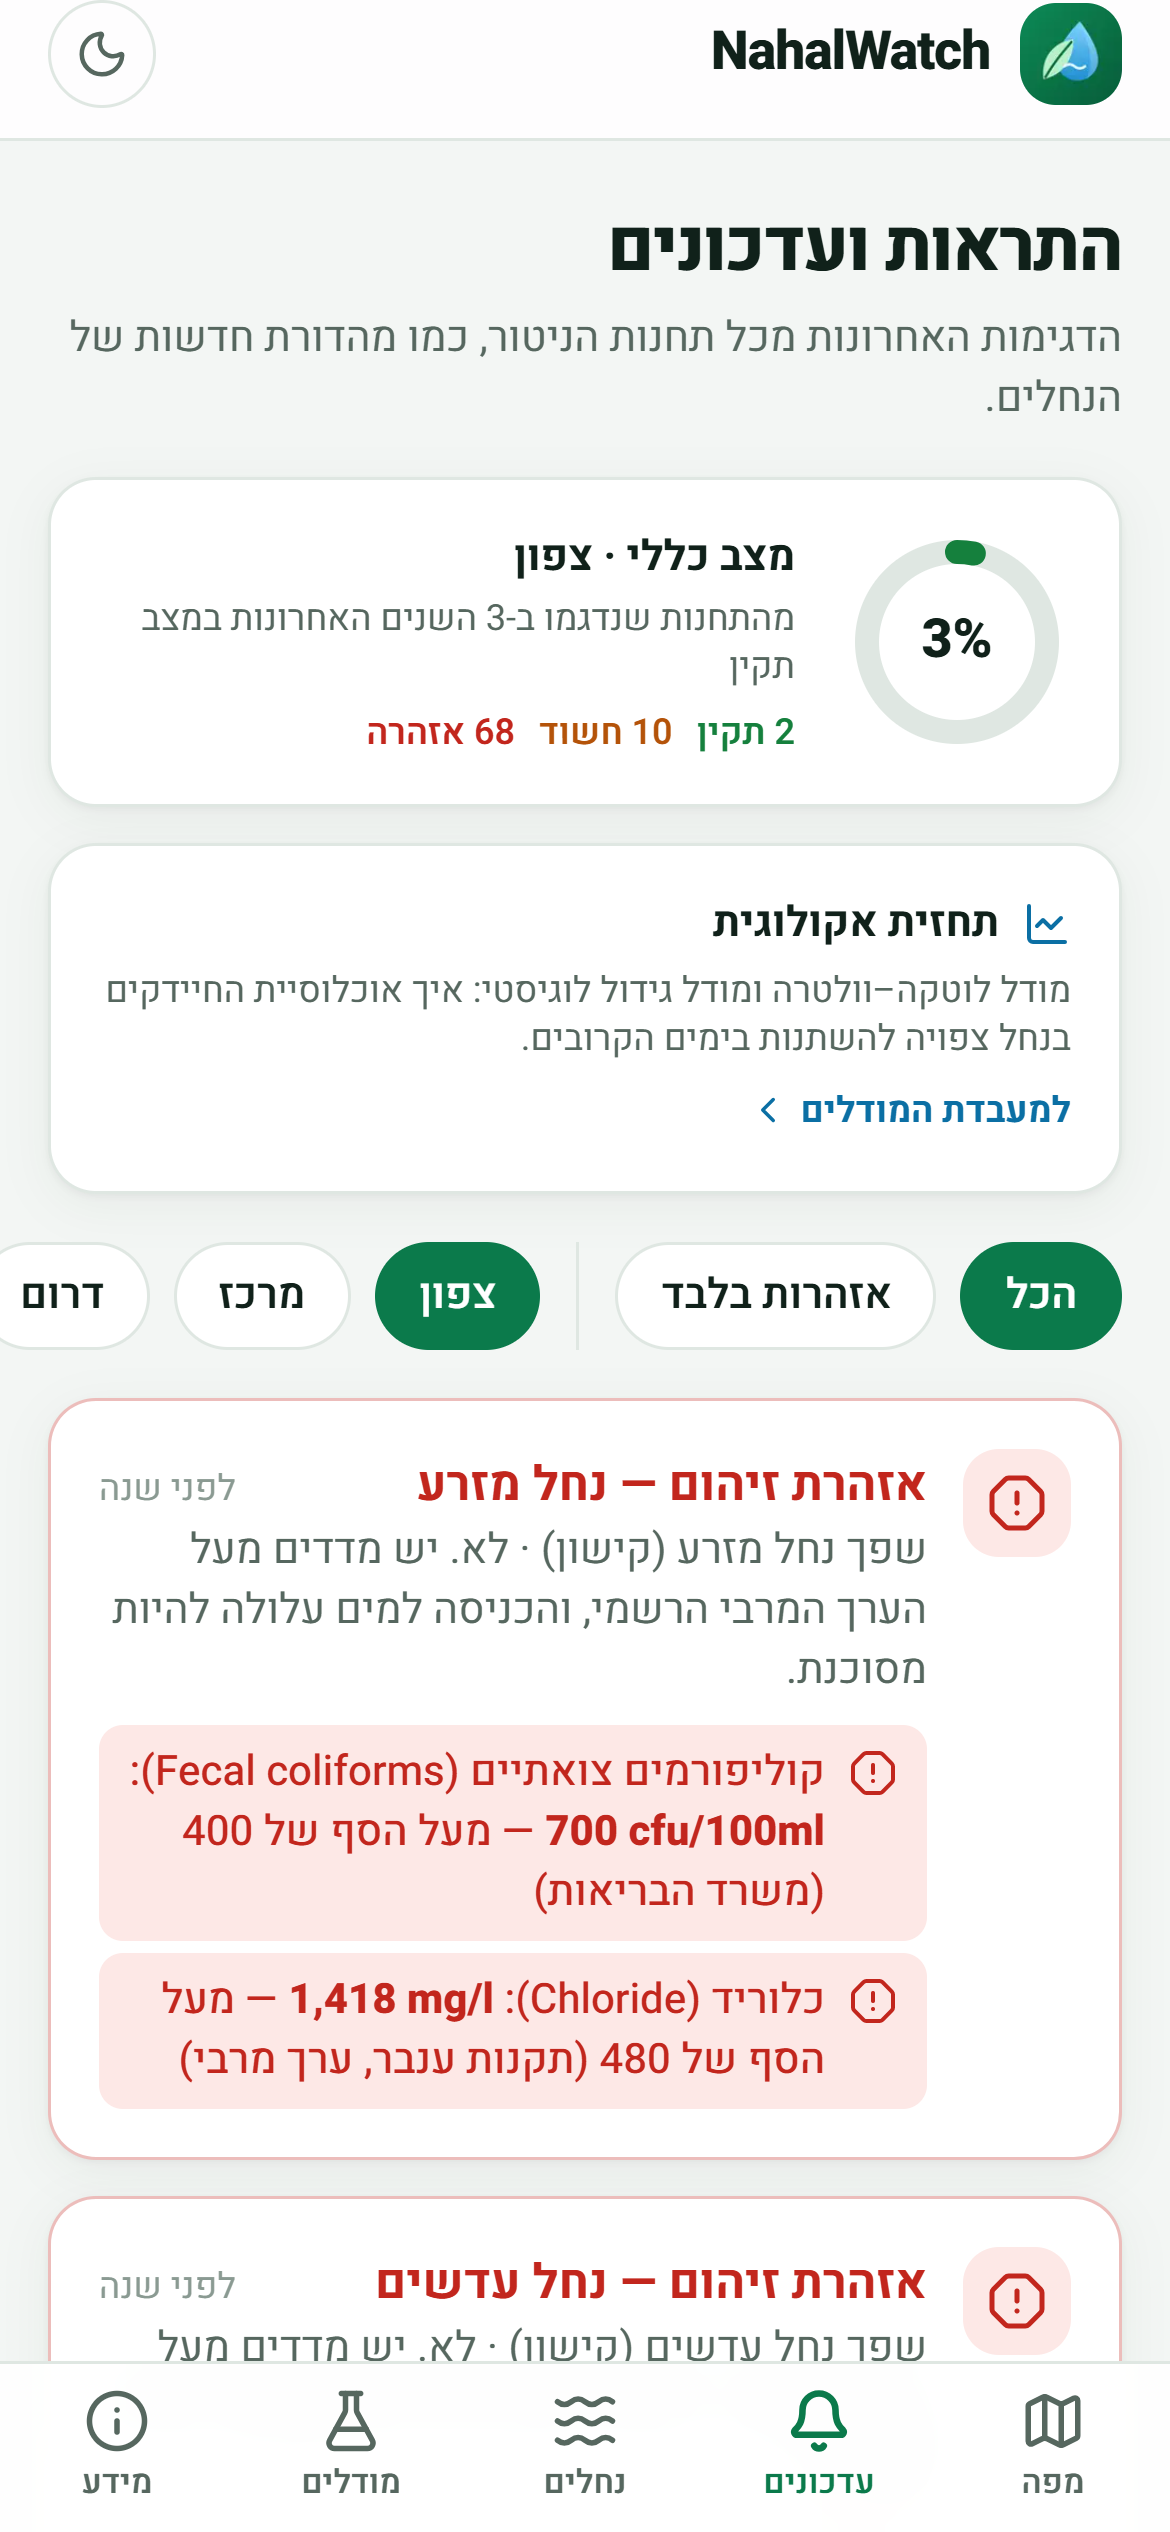 NahalWatch
התראות ועדכונים
הדגימות האחרונות מכל תחנות הניטור, כמו מהדורת חדשות של
הנחלים.
3%
מצב כללי · צפון
מהתחנות שנדגמו ב-3 השנים האחרונות במצב
תקין
2 תקין 10 חשוד 68 אזהרה
תחזית אקולוגית
מודל לוטקה–וולטרה ומודל גידול לוגיסטי: איך אוכלוסיית החיידקים
בנחל צפויה להשתנות בימים הקרובים.
למעבדת המודלים
הכל אזהרות בלבד צפון מרכז דרום
אזהרת זיהום — נחל מזרע לפני שנה
שפך נחל מזרע (קישון) · לא. יש מדדים מעל
הערך המרבי הרשמי, והכניסה למים עלולה להיות
מסוכנת.
קוליפורמים צואתיים (Fecal coliforms):
700 cfu/100ml — מעל הסף של 400
(משרד הבריאות)
כלוריד (Chloride): 1,418 mg/l — מעל
הסף של 480 (תקנות ענבר, ערך מרבי)
אזהרת זיהום — נחל עדשים לפני שנה
שפך נחל עדשים (קישון) · לא. יש מדדים מעל
מפה עדכונים נחלים מודלים מידע